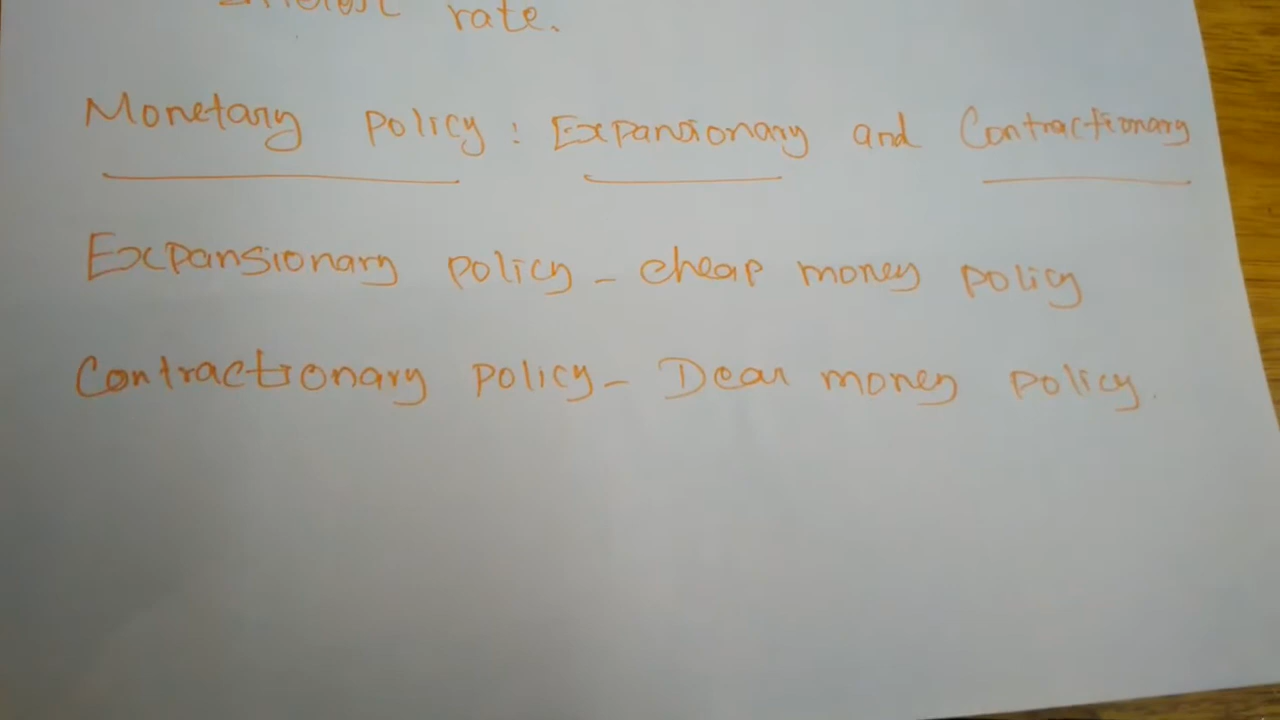 rate.
Monetary policy : Expansionary and Contractionary
Expansionary policy - cheap money policy
Contractionary policy - Dear money policy.